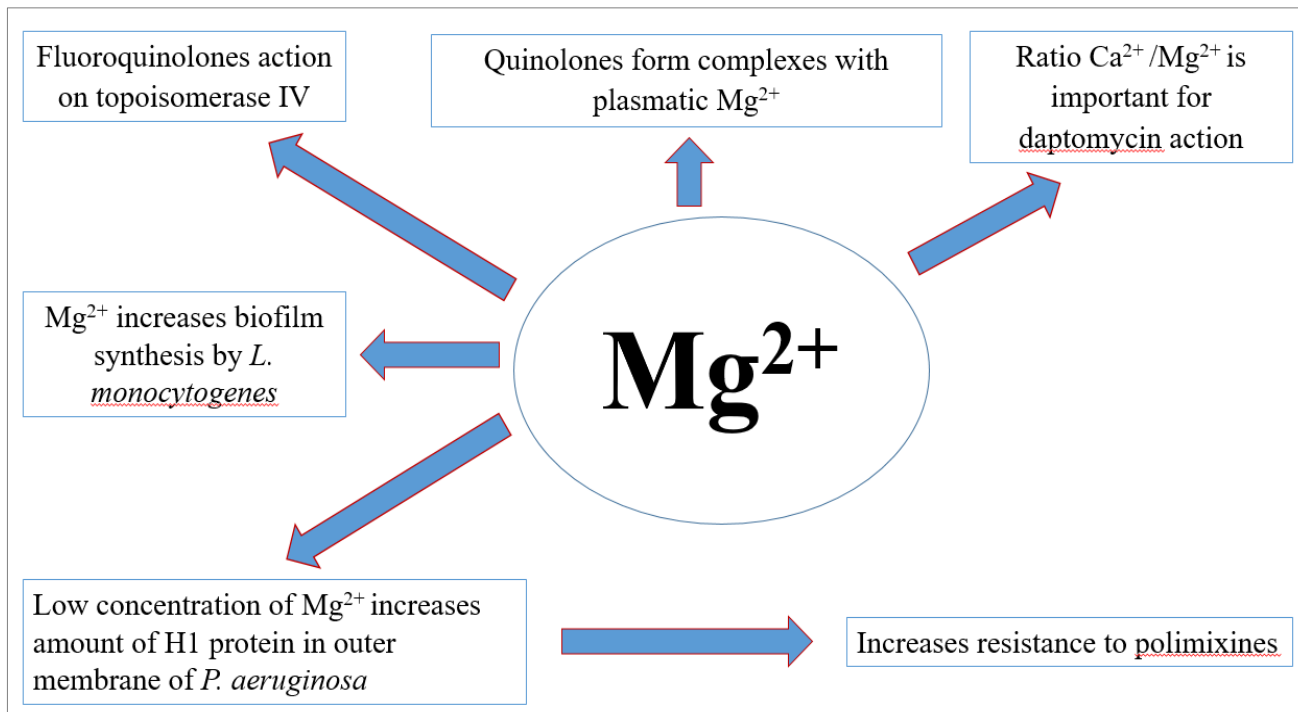 Fluoroquinolones action
on topoisomerase IV
Quinolones form complexes with
plasmatic Mg²⁺
Ratio Ca²⁺ /Mg²⁺ is
important for
daptomycin action
Mg²⁺ increases biofilm
synthesis by L.
monocytogenes
Mg²⁺
Low concentration of Mg²⁺ increases
amount of H1 protein in outer
membrane of P. aeruginosa
Increases resistance to polimixines